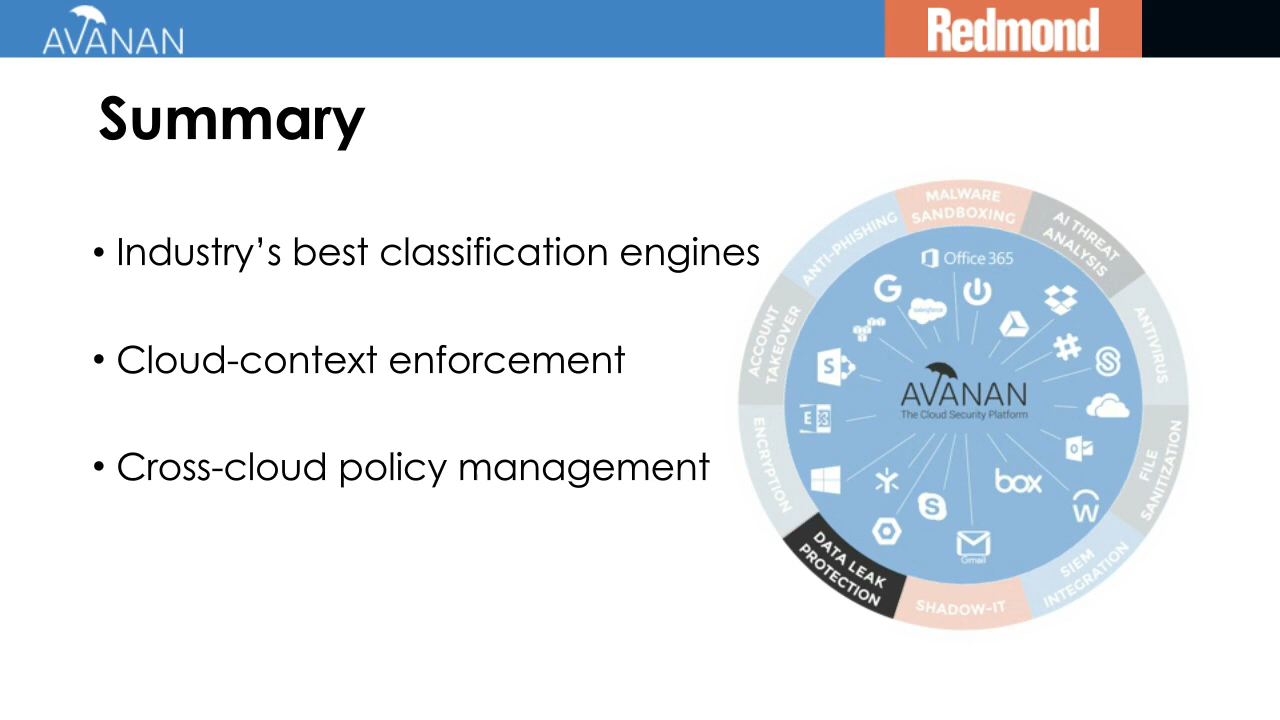 AVANAN
Redmond
Summary
• Industry’s best classification engines
• Cloud-context enforcement
• Cross-cloud policy management
MALWARE
SANDBOXING
AI THREAT
ANALYSIS
ANTIVIRUS
FILE
SANITIZATION
SIEM
INTEGRATION
SHADOW-IT
DATA LEAK
PROTECTION
ENCRYPTION
ACCOUNT
TAKEOVER
ANTI-PHISHING
Office 365
G
salesforce
S
E
AVANAN
The Cloud Security Platform
S
O
box
W
S
Gmail